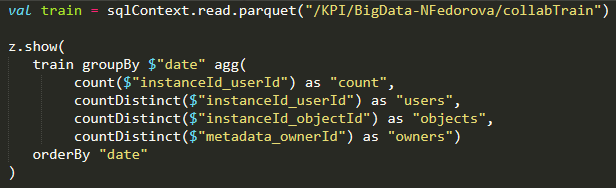 val train = sqlContext.read.parquet("/KPI/BigData-NFedorova/collabTrain")
z.show(
train groupBy $"date" agg(
count($"instanceId_userId") as "count",
countDistinct($"instanceId_userId") as "users",
countDistinct($"instanceId_objectId") as "objects",
countDistinct($"metadata_ownerId") as "owners")
orderBy "date"
)